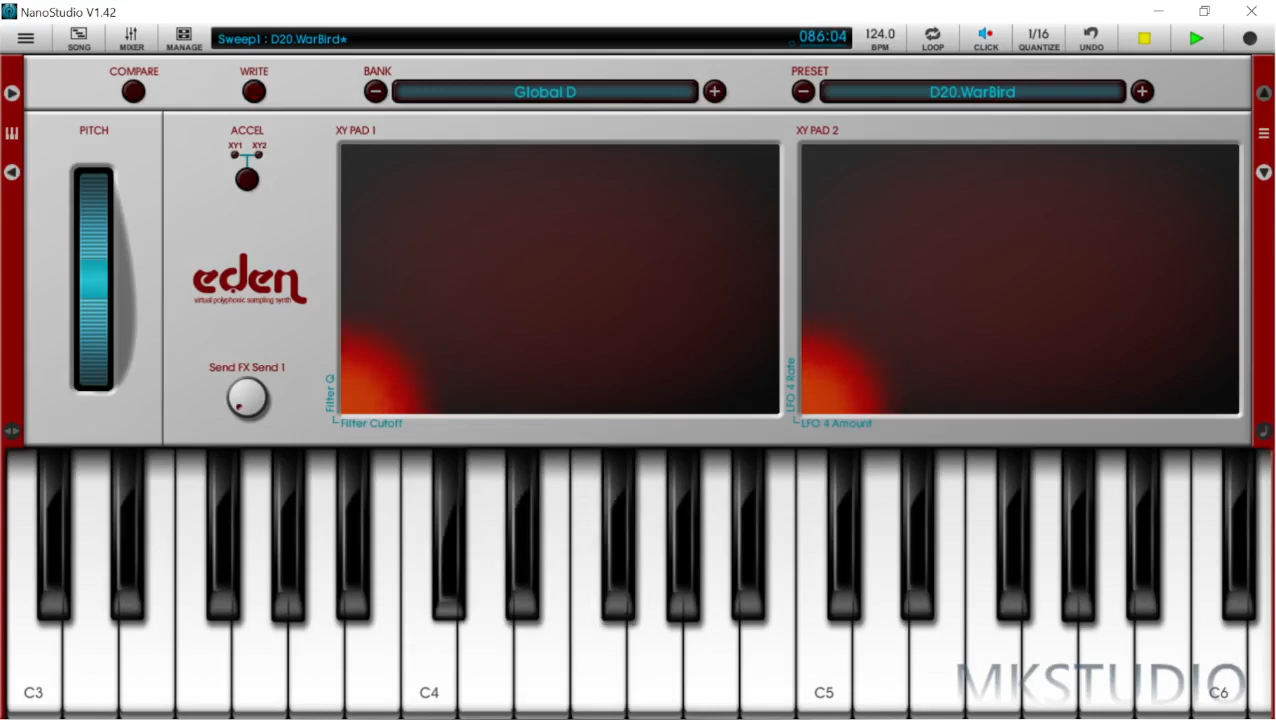 NanoStudio V1.42
SONG
MIXER
MANAGE
Sweep1 : D20.WarBird*
086:04
124.0
BPM
LOOP
CLICK
1/16
QUANTIZE
UNDO
COMPARE
WRITE
BANK
Global D
PRESET
D20.WarBird
PITCH
ACCEL
XY1 XY2
XY PAD 1
XY PAD 2
eden
virtual polyphonic sampling synth
Send FX Send 1
Filter Q
Filter Cutoff
LFO 4 Rate
LFO 4 Amount
C3
C4
C5
C6
MKSTUDIO